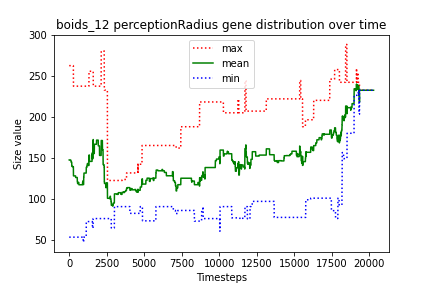 boids_12 perceptionRadius gene distribution over time
max
mean
min
Size value
300
250
200
150
100
50
0
2500
5000
7500
10000
12500
15000
17500
20000
Timesteps